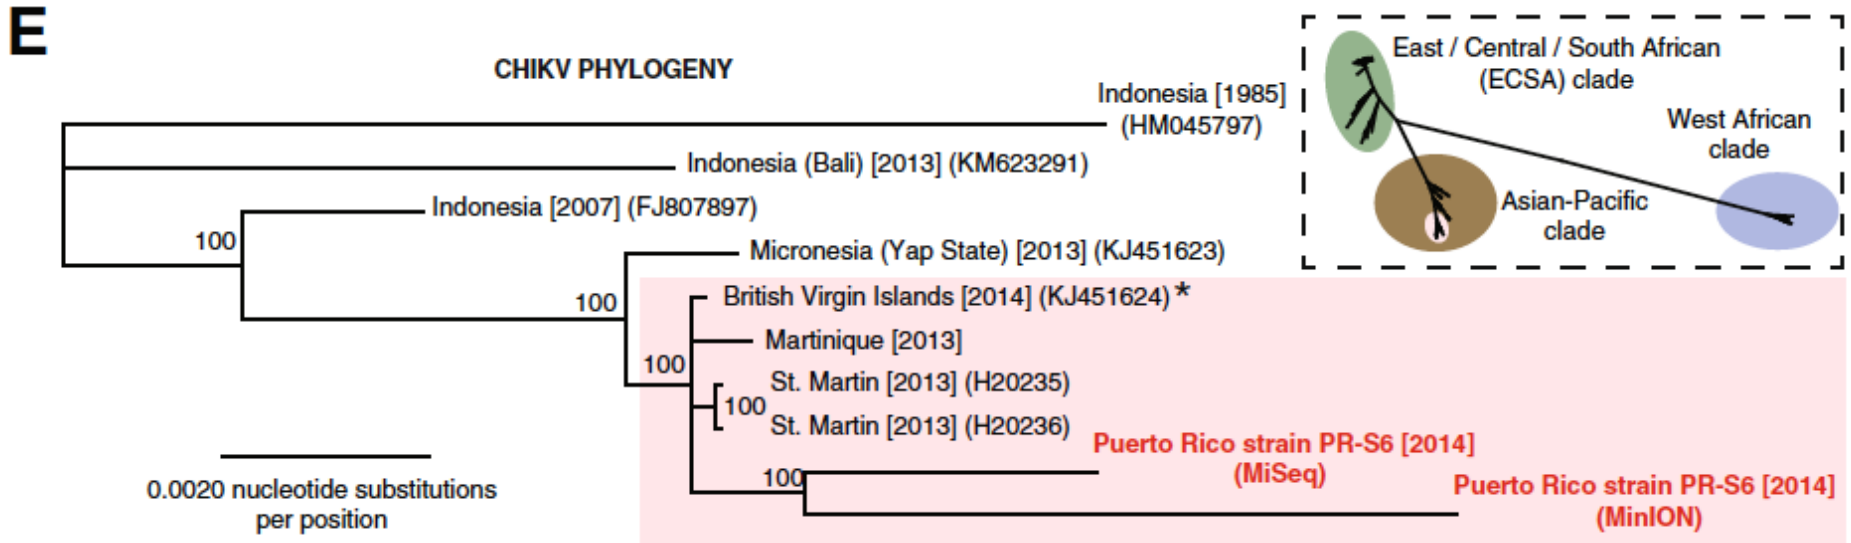 E
CHIKV PHYLOGENY
Indonesia [1985]
(HM045797)
Indonesia (Bali) [2013] (KM623291)
Indonesia [2007] (FJ807897)
100
Micronesia (Yap State) [2013] (KJ451623)
100
British Virgin Islands [2014] (KJ451624)*
Martinique [2013]
100
St. Martin [2013] (H20235)
100
St. Martin [2013] (H20236)
Puerto Rico strain PR-S6 [2014]
(MiSeq)
100
Puerto Rico strain PR-S6 [2014]
(MinION)
0.0020 nucleotide substitutions
per position
East / Central / South African
(ECSA) clade
West African
clade
Asian-Pacific
clade